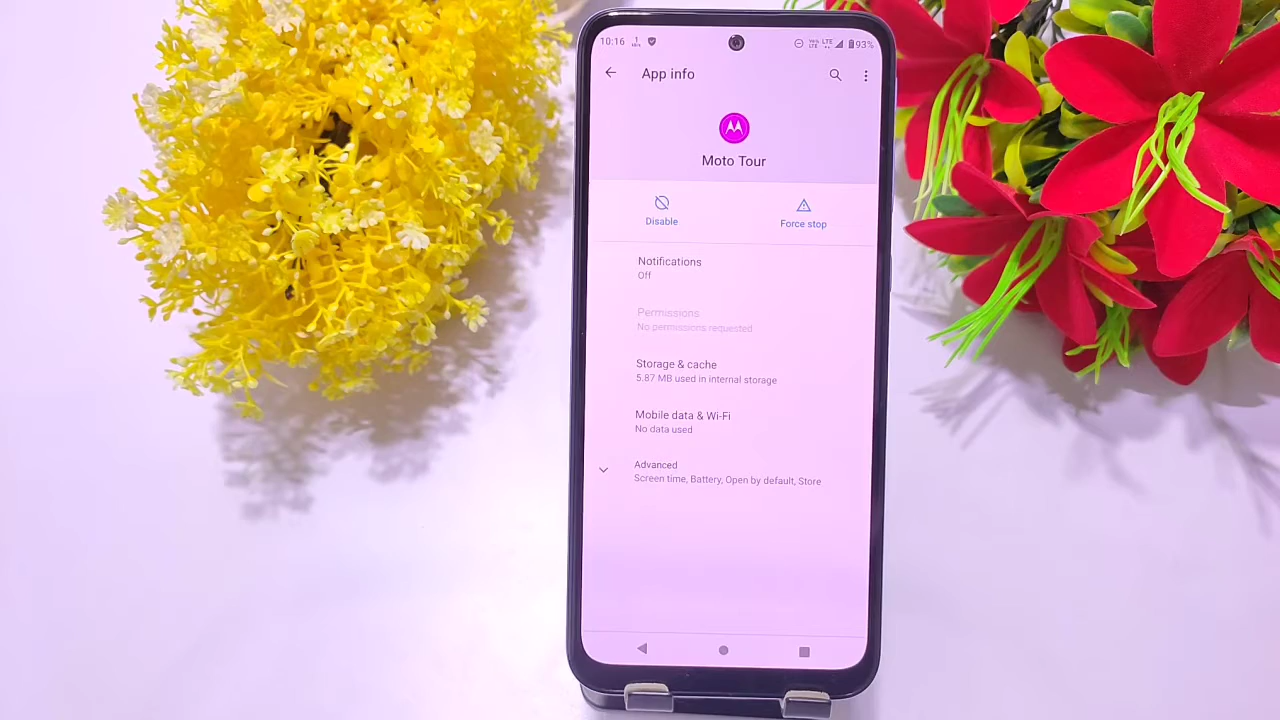 10:16 93%
App info
Moto Tour
Disable
Force stop
Notifications
Off
Permissions
No permissions requested
Storage & cache
5.87 MB used in internal storage
Mobile data & Wi-Fi
No data used
Advanced
Screen time, Battery, Open by default, Store